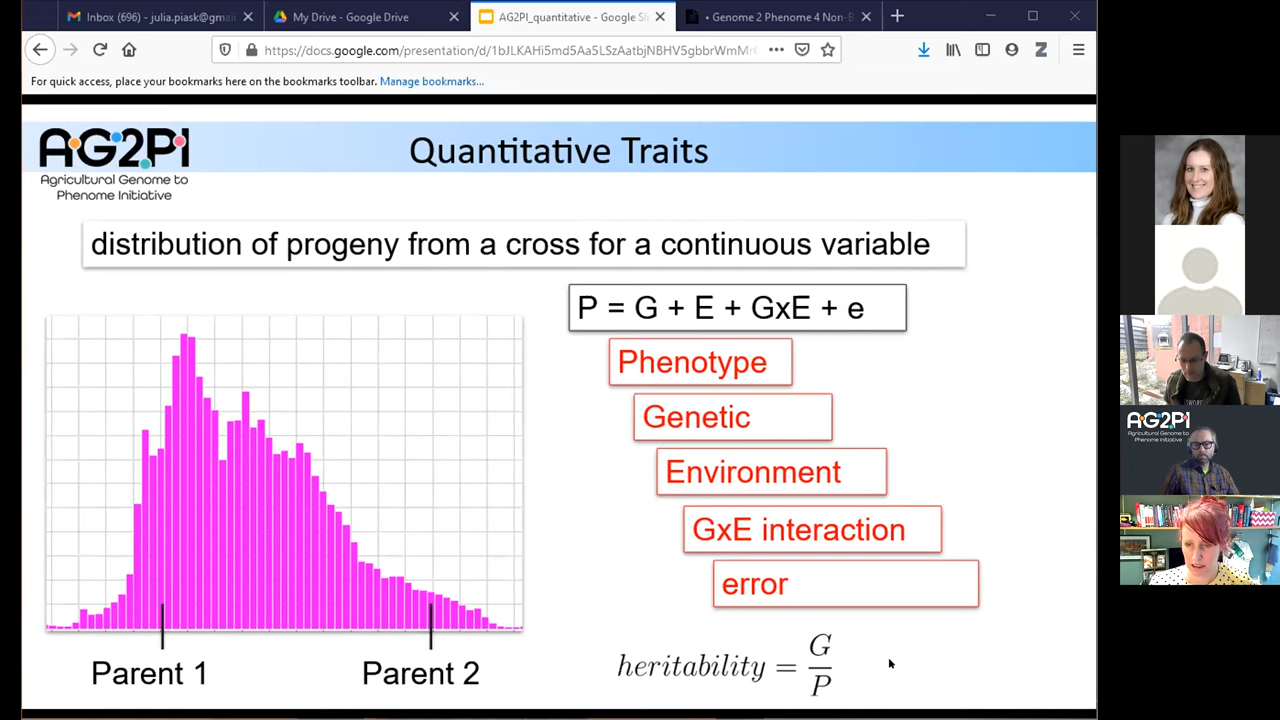 Inbox (696) - julia.piask@gmail
My Drive - Google Drive
AG2PI_quantitative - Google Sli
• Genome 2 Phenome 4 Non-B
https://docs.google.com/presentation/d/1bJLKAHi5md5Aa5LSzAatbjNBHV5gbbrWmM
For quick access, place your bookmarks here on the bookmarks toolbar. Manage bookmarks...
AG2PI
Agricultural Genome to
Phenome Initiative
Quantitative Traits
distribution of progeny from a cross for a continuous variable
P = G + E + GxE + e
Phenotype
Genetic
Environment
GxE interaction
error
Parent 1
Parent 2
heritability = G
P
AG2PI
Agricultural Genome to
Phenome Initiative